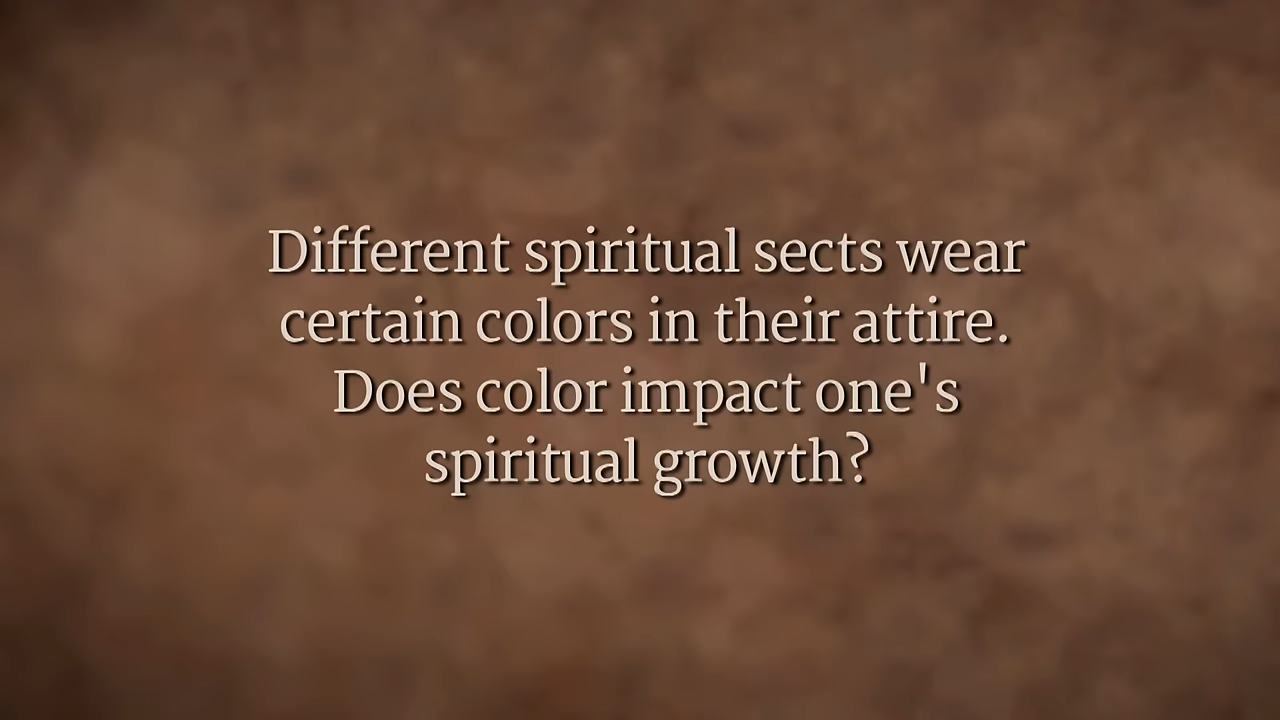 Different spiritual sects wear
certain colors in their attire.
Does color impact one's
spiritual growth?